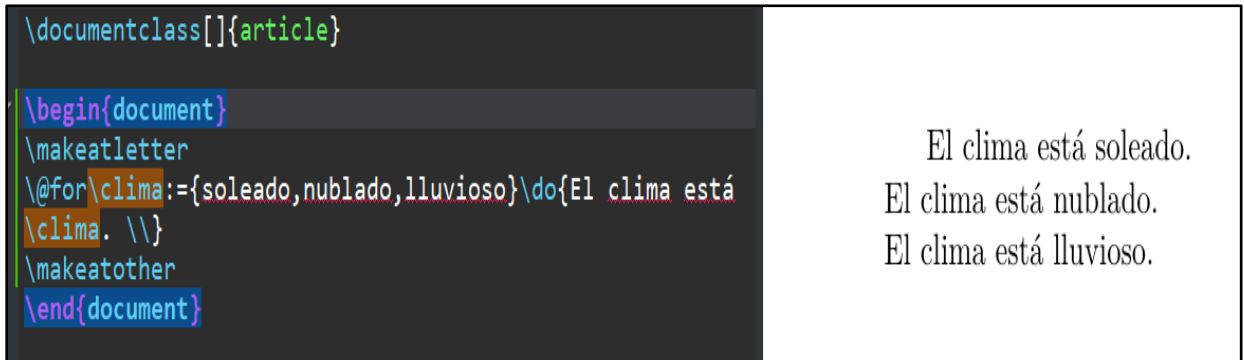 \documentclass[]{article}
\begin{document}
\makeatletter
\@for\clima:={soleado,nublado,lluvioso}\do{El clima está
\clima. \\}
\makeatother
\end{document}
El clima está soleado.
El clima está nublado.
El clima está lluvioso.